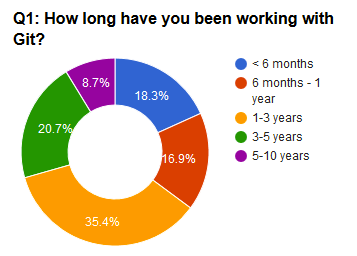 Q1: How long have you been working with
Git?
8.7%
18.3%
20.7%
16.9%
35.4%
< 6 months
6 months - 1
year
1-3 years
3-5 years
5-10 years